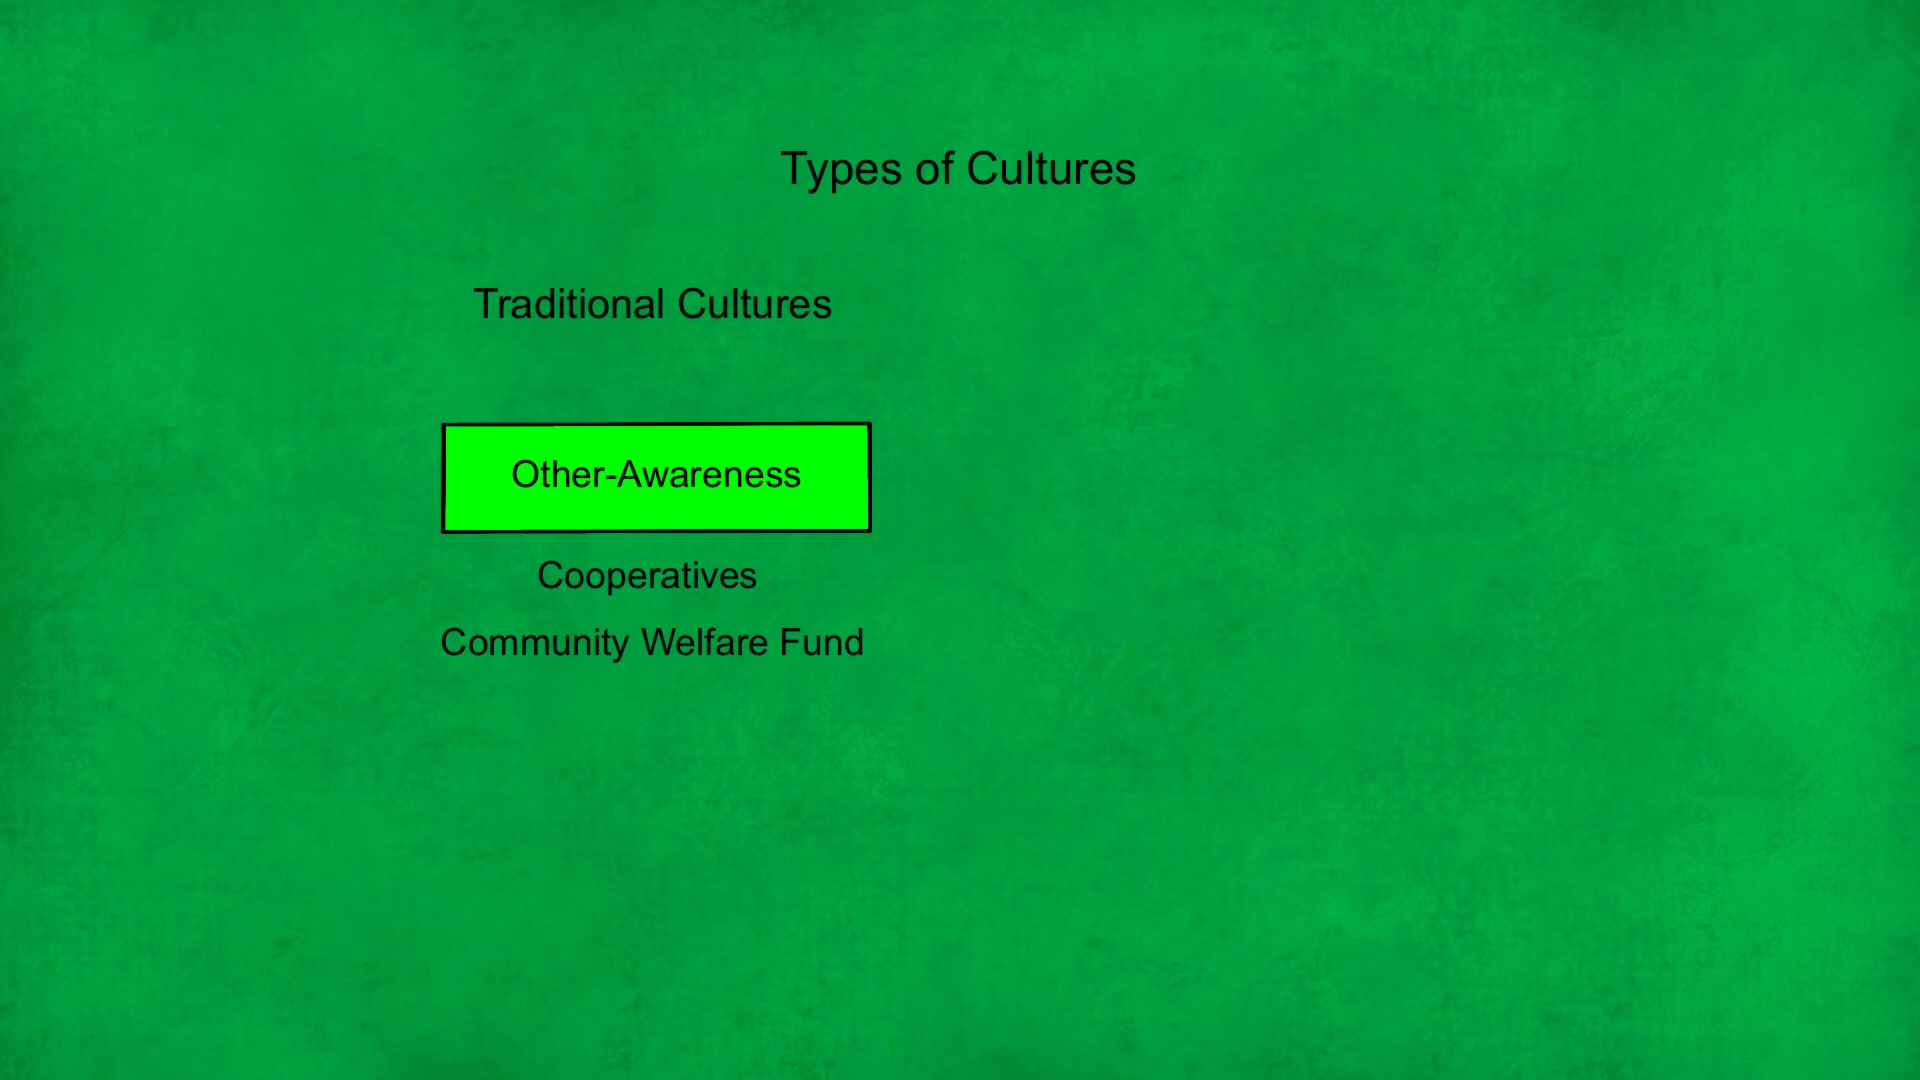 Types of Cultures
Traditional Cultures
Other-Awareness
Cooperatives
Community Welfare Fund